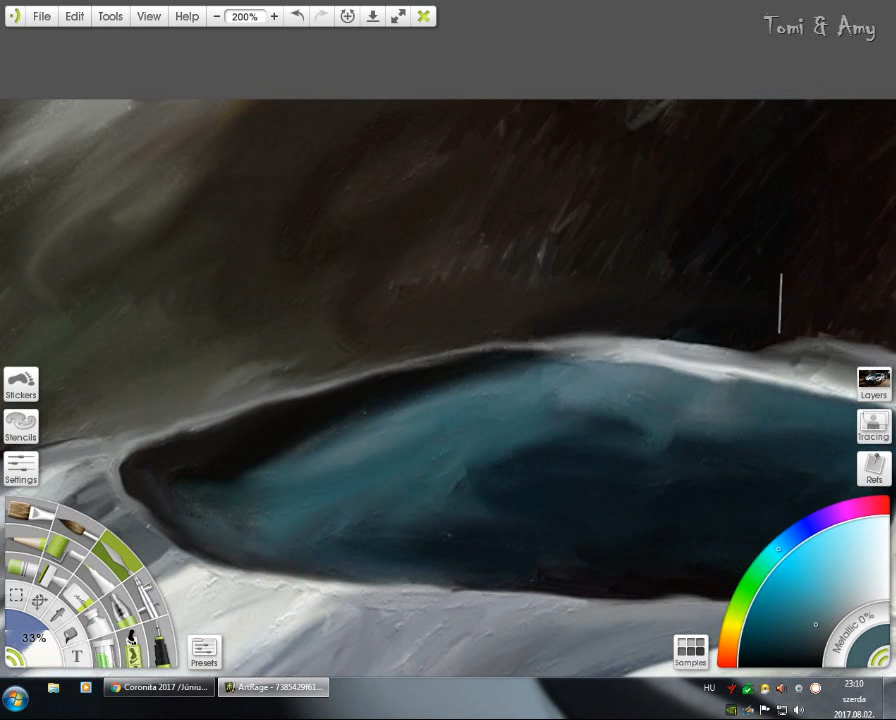 File Edit Tools View Help − 200% +
Tomi & Amy
Stickers
Stencils
Settings
Layers
Tracing
Refs
33%
T
Presets
Samples
Metallic 0%
Coronita 2017 /Júniu...
ArtRage - 7385429f61...
HU
23:10
szerda
2017.08.02.